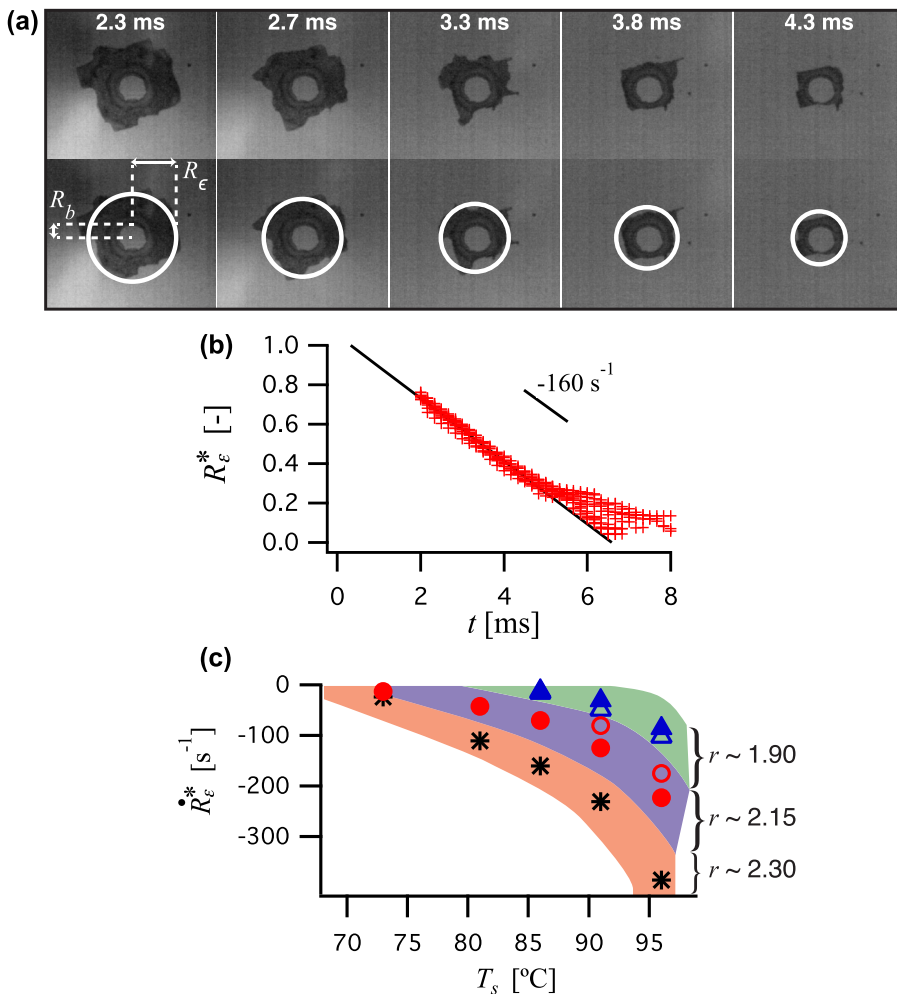 (a) 2.3 ms 2.7 ms 3.3 ms 3.8 ms 4.3 ms
R_ϵ
R_b
(b)
1.0
0.8
0.6
0.4
0.2
0.0
R*_ε [-]
-160 s⁻¹
0 2 4 6 8
t [ms]
(c)
0
-100
-200
-300
Ṙ*_ε [s⁻¹]
r ~ 1.90
r ~ 2.15
r ~ 2.30
70 75 80 85 90 95
T_s [ºC]